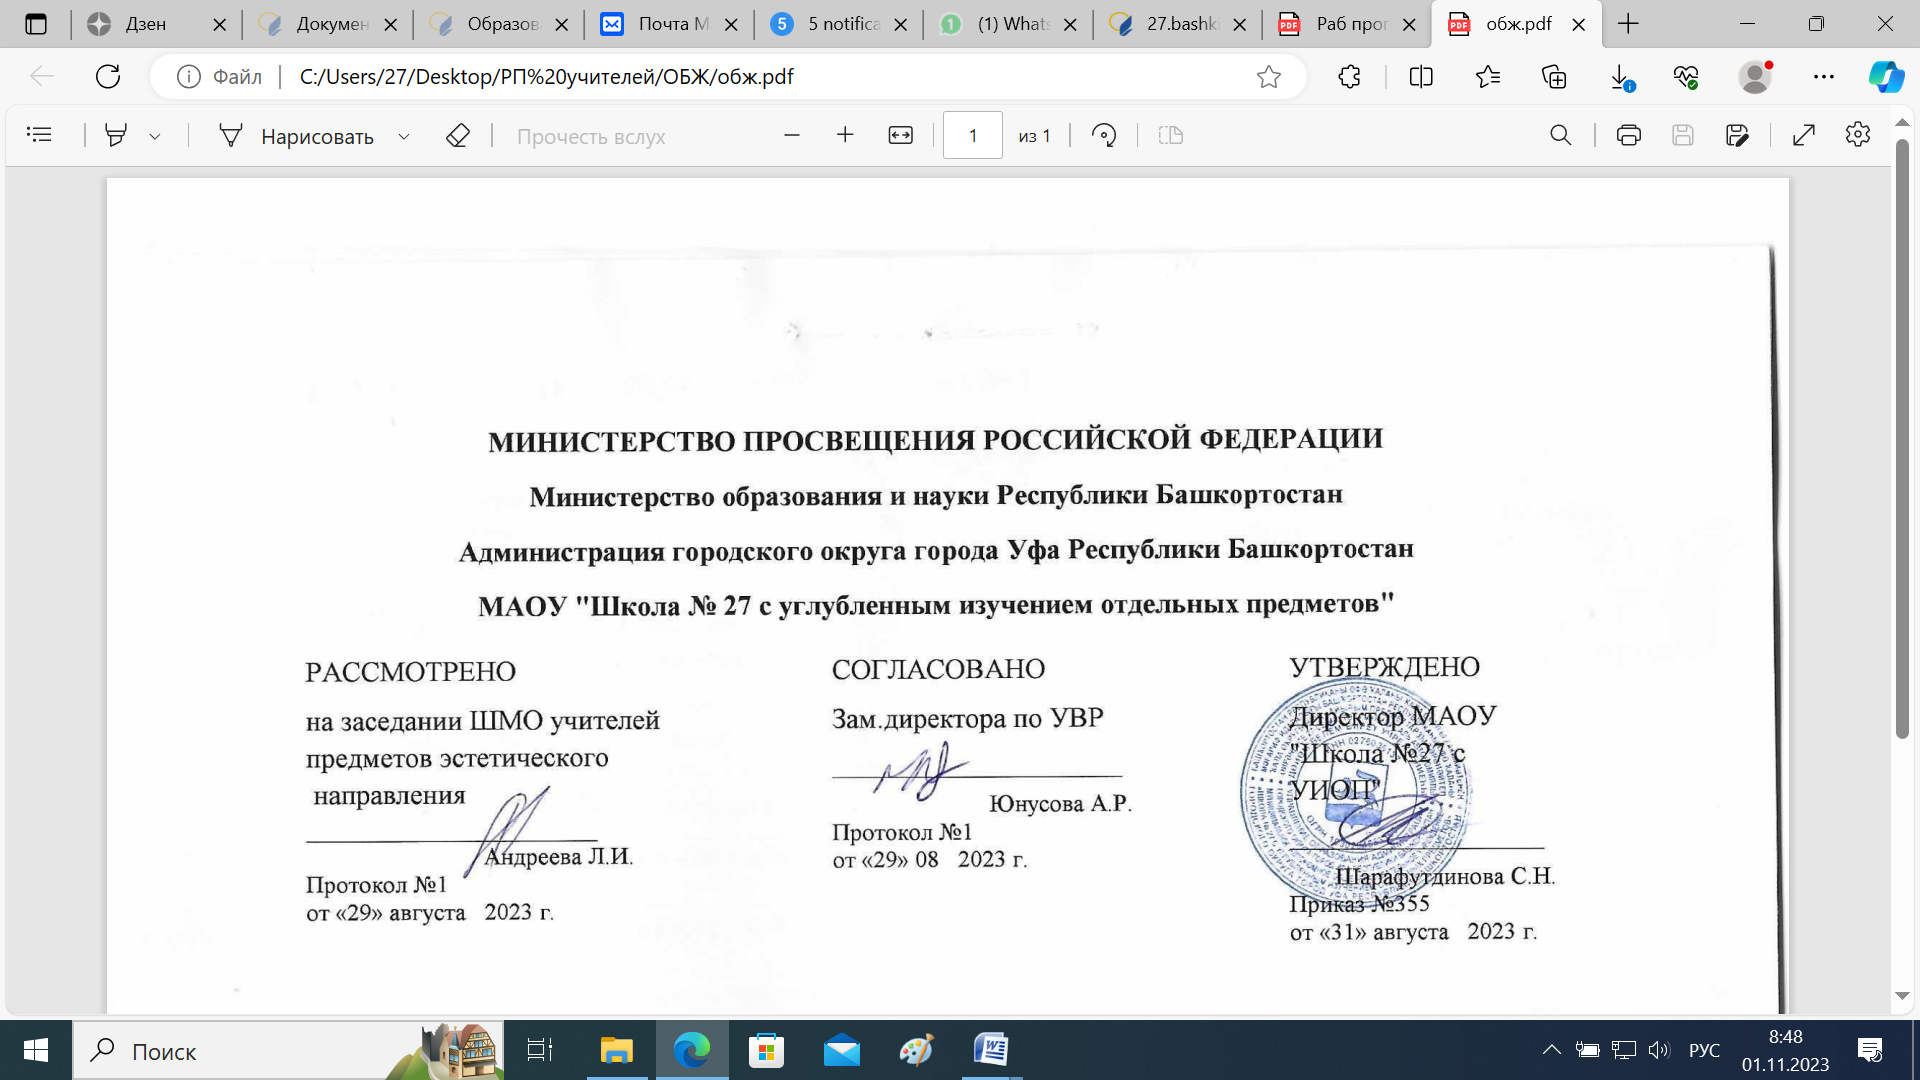 Дзен
Докумен
Образов
Почта M
5 notifica
(1) Whats
27.bashki
Раб прог
обж.pdf
Файл
C:/Users/27/Desktop/РП%20учителей/ОБЖ/обж.pdf
Нарисовать
Прочесть вслух
1
из 1
МИНИСТЕРСТВО ПРОСВЕЩЕНИЯ РОССИЙСКОЙ ФЕДЕРАЦИИ
Министерство образования и науки Республики Башкортостан
Администрация городского округа города Уфа Республики Башкортостан
МАОУ "Школа № 27 с углубленным изучением отдельных предметов"
РАССМОТРЕНО
на заседании ШМО учителей
предметов эстетического
направления
Андреева Л.И.
Протокол №1
от «29» августа 2023 г.
СОГЛАСОВАНО
Зам.директора по УВР
Юнусова А.Р.
Протокол №1
от «29» 08 2023 г.
УТВЕРЖДЕНО
Директор МАОУ
"Школа №27 с
УИОП"
Шарафутдинова С.Н.
Приказ №355
от «31» августа 2023 г.
Поиск
РУС
8:48
01.11.2023